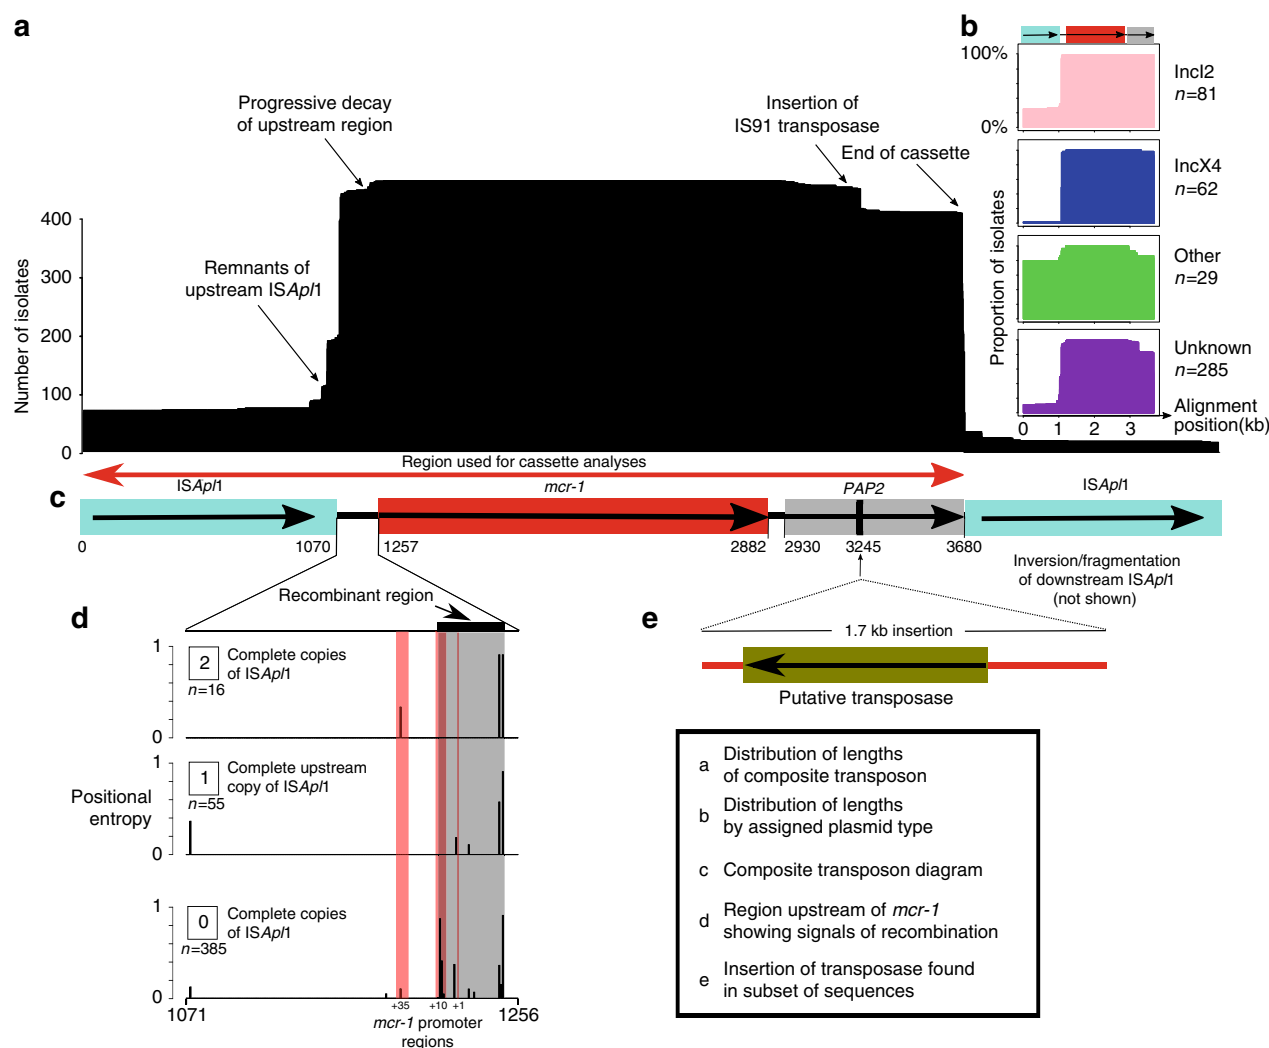 a
Progressive decay
of upstream region
Insertion of
IS91 transposase
End of cassette
Remnants of
upstream ISApl1
Number of isolates
400
300
200
100
0
b
100%
0%
Proportion of isolates
IncI2
n=81
IncX4
n=62
Other
n=29
Unknown
n=285
Alignment
position(kb)
0 1 2 3
Region used for cassette analyses
c
ISApl1
mcr-1
PAP2
ISApl1
0 1070 1257 2882 2930 3245 3680
Inversion/fragmentation
of downstream ISApl1
(not shown)
d
Recombinant region
Positional
entropy
1
0
2
Complete copies
of ISApl1
n=16
1
0
1
Complete upstream
copy of ISApl1
n=55
1
0
0
Complete copies
of ISApl1
n=385
1071
+35 +10 +1
1256
mcr-1 promoter
regions
e
1.7 kb insertion
Putative transposase
a Distribution of lengths
of composite transposon
b Distribution of lengths
by assigned plasmid type
c Composite transposon diagram
d Region upstream of mcr-1
showing signals of recombination
e Insertion of transposase found
in subset of sequences